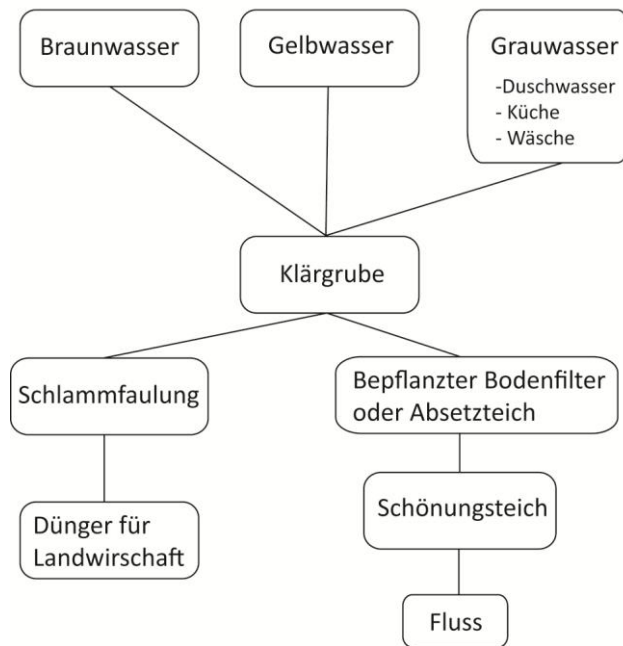 Braunwasser
Gelbwasser
Grauwasser
-Duschwasser
- Küche
- Wäsche
Klärgrube
Schlammfaulung
Bepflanzter Bodenfilter
oder Absetzteich
Dünger für
Landwirschaft
Schönungsteich
Fluss